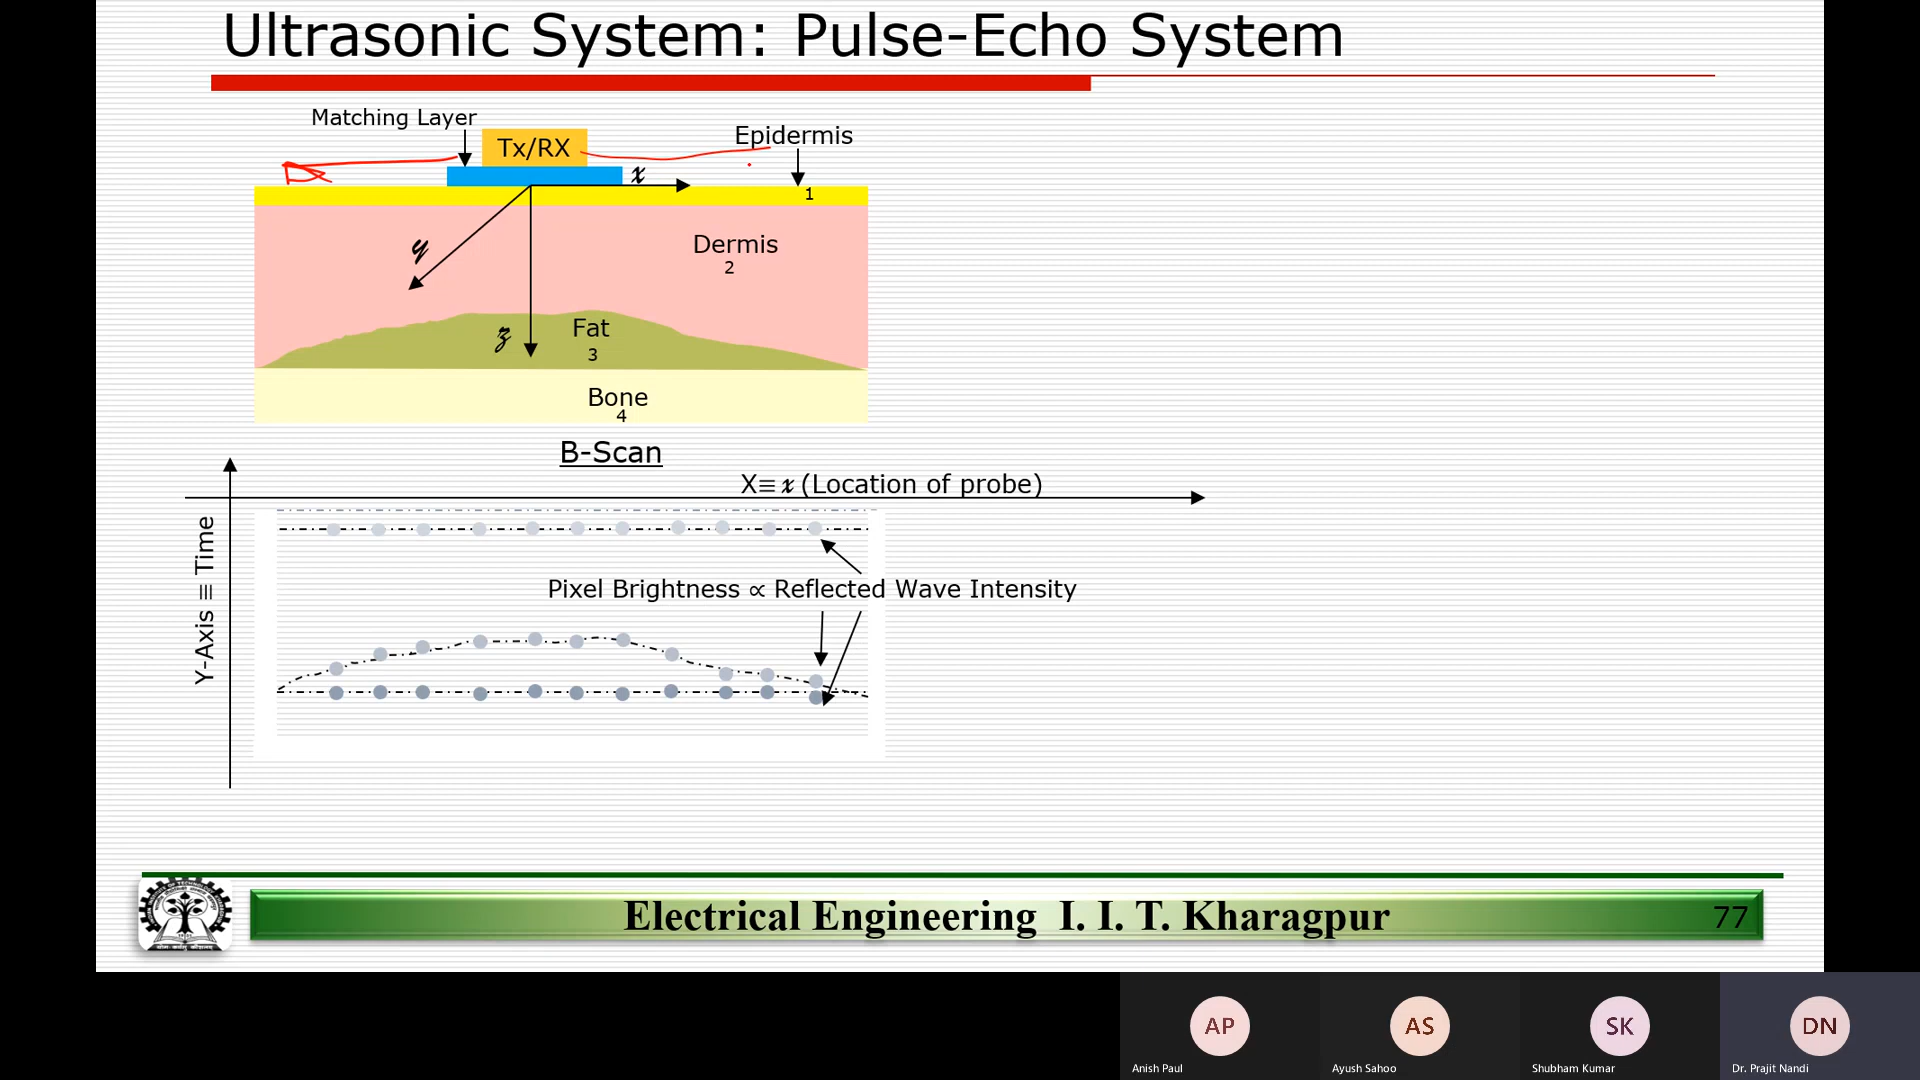 Ultrasonic System: Pulse-Echo System
Matching Layer
Tx/RX
Epidermis
x
1
y
Dermis
2
z
Fat
3
Bone
4
B-Scan
X≡ x (Location of probe)
Y-Axis ≡ Time
Pixel Brightness ∝ Reflected Wave Intensity
Electrical Engineering I. I. T. Kharagpur
77
AP
AS
SK
DN
Anish Paul
Ayush Sahoo
Shubham Kumar
Dr. Prajit Nandi